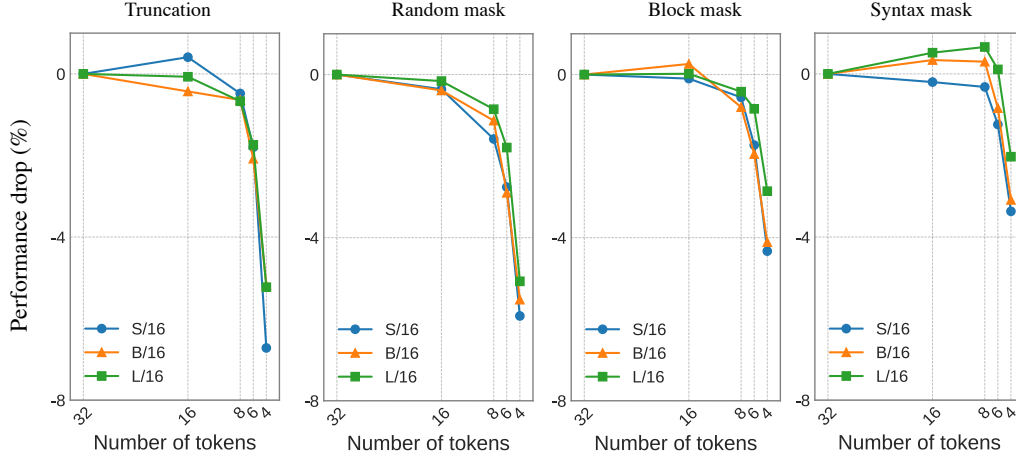 Truncation
Random mask
Block mask
Syntax mask
Performance drop (%)
0
-4
-8
S/16
B/16
L/16
32
16
8
6
4
Number of tokens
0
-4
-8
S/16
B/16
L/16
32
16
8
6
4
Number of tokens
0
-4
-8
S/16
B/16
L/16
32
16
8
6
4
Number of tokens
0
-4
-8
S/16
B/16
L/16
32
16
8
6
4
Number of tokens